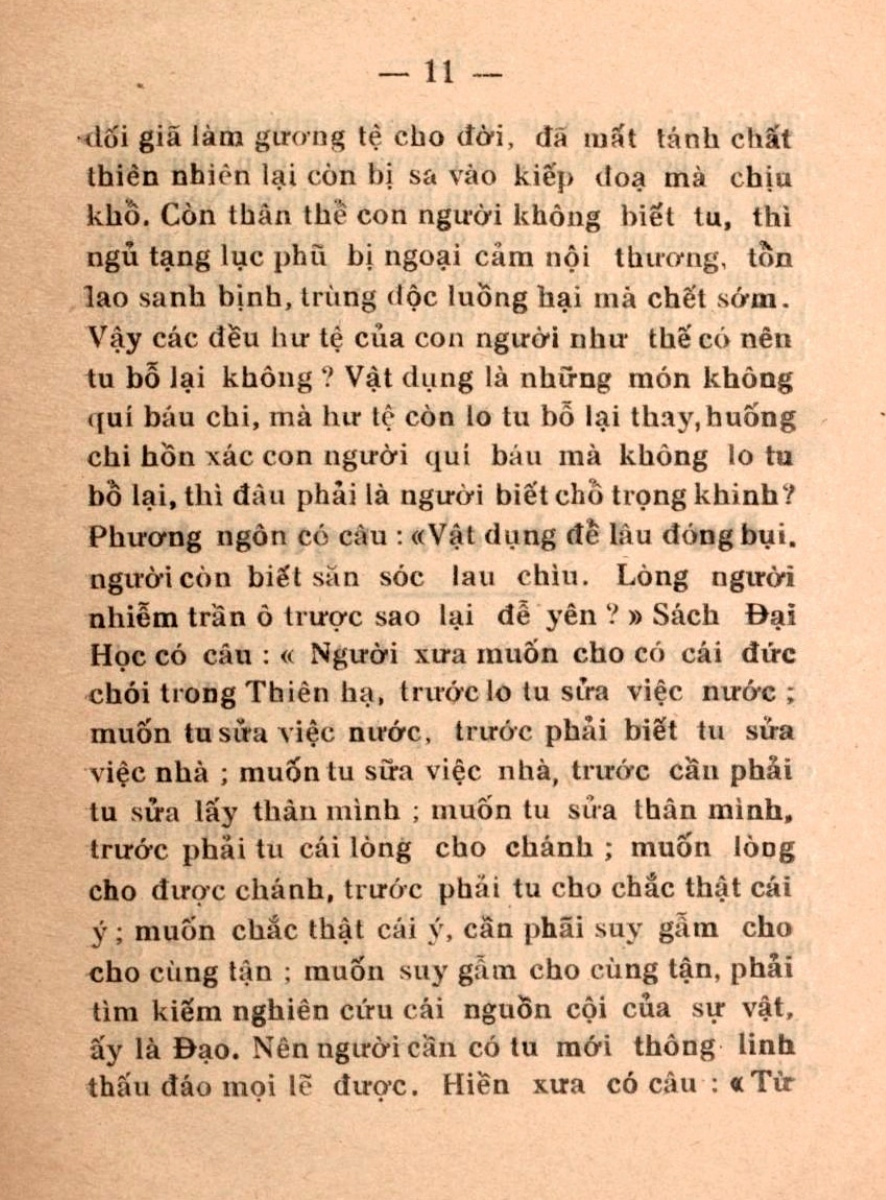 — 11 —
dối giã làm gương tệ cho đời, đã mất tánh chất
thiên nhiên lại còn bị sa vào kiếp đoạ mà chịu
khồ. Còn thân thề con người không biết tu, thì
ngủ tạng lục phũ bị ngoại cảm nội thương, tồn
lao sanh bịnh, trùng độc luồng hại mà chết sớm.
Vậy các đều hư tệ của con người như thế có nên
tu bỗ lại không ? Vật dụng là những món không
quí báu chi, mà hư tệ còn lo tu bỗ lại thay, huống
chi hồn xác con người quí báu mà không lo tu
bồ lại, thì đâu phải là người biết chỗ trọng khinh?
Phương ngôn có câu : «Vật dụng đề lâu đóng bụi.
người còn biết săn sóc lau chìu. Lòng người
nhiễm trần ô trược sao lại đễ yên ? » Sách Đại
Học có câu : « Người xưa muốn cho có cái đức
chói trong Thiên hạ, trước lo tu sửa việc nước ;
muốn tu sửa việc nước, trước phải biết tu sửa
việc nhà ; muốn tu sữa việc nhà, trước cần phải
tu sửa lấy thân mình ; muốn tu sửa thân mình,
trước phải tu cái lòng cho chánh ; muốn lòng
cho được chánh, trước phải tu cho chắc thật cái
ý ; muốn chắc thật cái ý, cần phãi suy gẫm cho
cho cùng tận ; muốn suy gẫm cho cùng tận, phải
tìm kiếm nghiên cứu cái nguồn cội của sự vật,
ấy là Đạo. Nên người cần có tu mới thông linh
thấu đáo mọi lẽ được. Hiền xưa có câu : « Từ